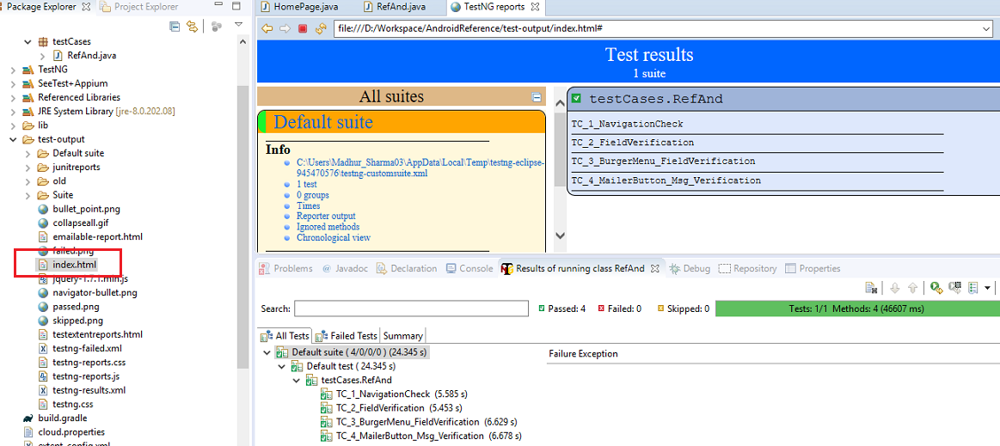 Package Explorer
Project Explorer
testCases
RefAnd.java
TestNG
SeeTest+Appium
Referenced Libraries
JRE System Library [jre-8.0.202.08]
lib
test-output
Default suite
junitreports
old
Suite
bullet_point.png
collapseall.gif
emailable-report.html
failed.png
index.html
jquery-1.7.1.min.js
navigator-bullet.png
passed.png
skipped.png
testextentreports.html
testng-failed.xml
testng-reports.css
testng-reports.js
testng-results.xml
testng.css
build.gradle
cloud.properties
extent_config.xml
HomePage.java
RefAnd.java
TestNG reports
file:///D:/Workspace/AndroidReference/test-output/index.html#
Test results
1 suite
All suites
Default suite
Info
C:\Users\Madhur_Sharma03\AppData\Local\Temp\testng-eclipse-
945470576\testng-customsuite.xml
1 test
0 groups
Times
Reporter output
Ignored methods
Chronological view
testCases.RefAnd
TC_1_NavigationCheck
TC_2_FieldVerification
TC_3_BurgerMenu_FieldVerification
TC_4_MailerButton_Msg_Verification
Problems
@ Javadoc
Declaration
Console
Results of running class RefAnd
Debug
Repository
Properties
Search:
Passed: 4
Failed: 0
Skipped: 0
Tests: 1/1 Methods: 4 (46607 ms)
All Tests
Failed Tests
Summary
Default suite ( 4/0/0/0 ) (24.345 s)
Default test ( 24.345 s)
testCases.RefAnd
TC_1_NavigationCheck (5.585 s)
TC_2_FieldVerification (5.453 s)
TC_3_BurgerMenu_FieldVerification (6.629 s)
TC_4_MailerButton_Msg_Verification (6.678 s)
Failure Exception